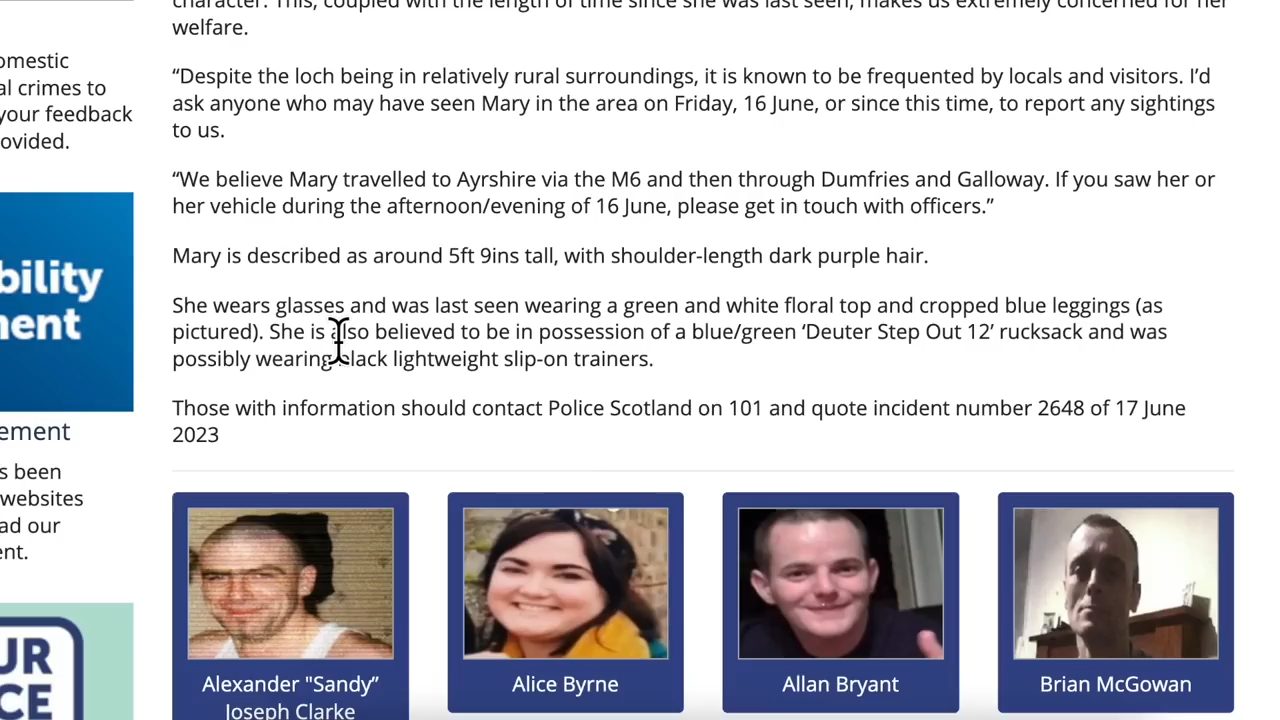 character. This, coupled with the length of time since she was last seen, makes us extremely concerned for her
welfare.
omestic
al crimes to
your feedback
ovided.
“Despite the loch being in relatively rural surroundings, it is known to be frequented by locals and visitors. I’d
ask anyone who may have seen Mary in the area on Friday, 16 June, or since this time, to report any sightings
to us.
“We believe Mary travelled to Ayrshire via the M6 and then through Dumfries and Galloway. If you saw her or
her vehicle during the afternoon/evening of 16 June, please get in touch with officers.”
bility
nent
Mary is described as around 5ft 9ins tall, with shoulder-length dark purple hair.
She wears glasses and was last seen wearing a green and white floral top and cropped blue leggings (as
pictured). She is also believed to be in possession of a blue/green ‘Deuter Step Out 12’ rucksack and was
possibly wearing black lightweight slip-on trainers.
Those with information should contact Police Scotland on 101 and quote incident number 2648 of 17 June
2023
ement
s been
websites
ad our
ent.
UR
CE
Alexander "Sandy”
Joseph Clarke
Alice Byrne
Allan Bryant
Brian McGowan